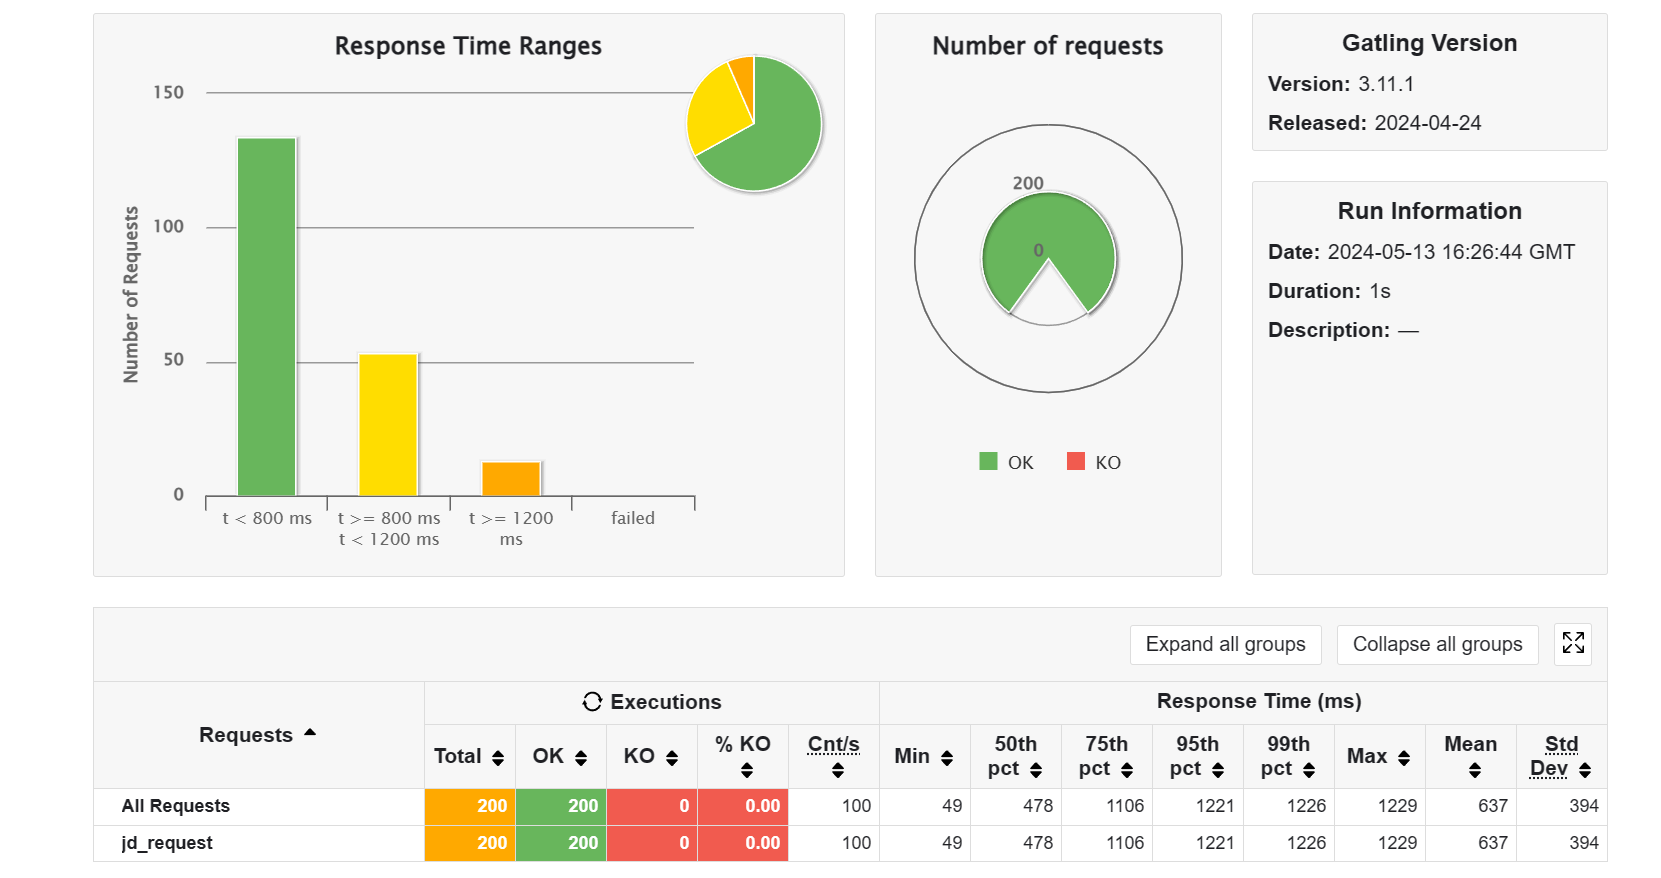 Response Time Ranges
150
100
50
0
Number of Requests
t < 800 ms
t >= 800 ms
t < 1200 ms
t >= 1200
ms
failed
Number of requests
200
0
OK
KO
Gatling Version
Version: 3.11.1
Released: 2024-04-24
Run Information
Date: 2024-05-13 16:26:44 GMT
Duration: 1s
Description: —
Expand all groups
Collapse all groups
Requests
Executions
Response Time (ms)
Total OK KO % KO Cnt/s Min 50th pct 75th pct 95th pct 99th pct Max Mean Std Dev
All Requests 200 200 0 0.00 100 49 478 1106 1221 1226 1229 637 394
jd_request 200 200 0 0.00 100 49 478 1106 1221 1226 1229 637 394